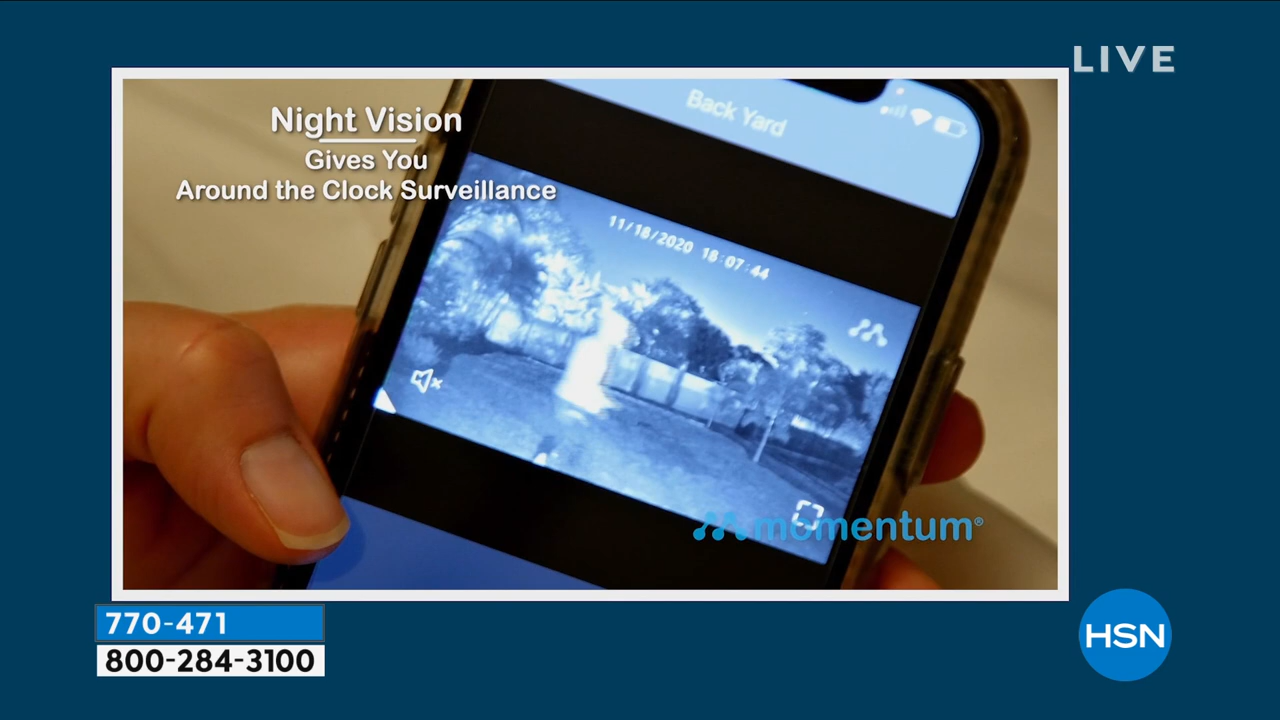 LIVE
Night Vision
Gives You
Around the Clock Surveillance
Back Yard
11/18/2020 18:07:44
momentum®
770-471
800-284-3100
HSN